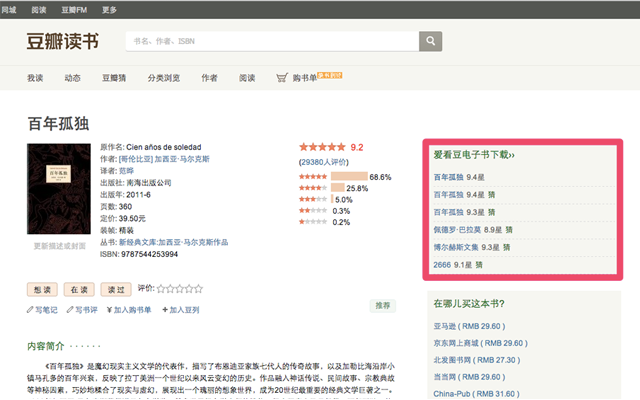 同城 阅读 豆瓣FM 更多
豆瓣读书
书名、作者、ISBN
我读 动态 豆瓣猜 分类浏览 作者 阅读 购书单
百年孤独
原作名: Cien años de soledad
作者: [哥伦比亚] 加西亚·马尔克斯
译者: 范晔
出版社: 南海出版公司
出版年: 2011-6
页数: 360
定价: 39.50元
装帧: 精装
丛书: 新经典文库:加西亚·马尔克斯作品
ISBN: 9787544253994
百年孤独
更新描述或封面
★★★★★ 9.2
(29380人评价)
★★★★★ 68.6%
★★★★★ 25.8%
★★★★★ 5.0%
★★★★★ 0.3%
★★★★★ 0.2%
想读 在读 读过 评价: ☆☆☆☆☆
写笔记 写书评 ¥加入购书单 +加入豆列
推荐
内容简介 · · · · · ·
《百年孤独》是魔幻现实主义文学的代表作，描写了布恩迪亚家族七代人的传奇故事，以及加勒比海沿岸小
镇马孔多的百年兴衰，反映了拉丁美洲一个世纪以来风云变幻的历史。作品融入神话传说、民间故事、宗教典故
等神秘因素，巧妙地糅合了现实与虚幻，展现出一个瑰丽的想象世界，成为20世纪最重要的经典文学巨著之一。
爱看豆电子书下载››
百年孤独 9.4星
百年孤独 9.4星 猜
百年孤独 9.3星 猜
佩德罗·巴拉莫 8.9星 猜
博尔赫斯文集 9.3星 猜
2666 9.1星 猜
在哪儿买这本书?
亚马逊 ( RMB 29.60 )
京东网上商城 ( RMB 29.60 )
北发图书网 ( RMB 27.30 )
当当网 ( RMB 29.60 )
China-Pub ( RMB 31.60 )